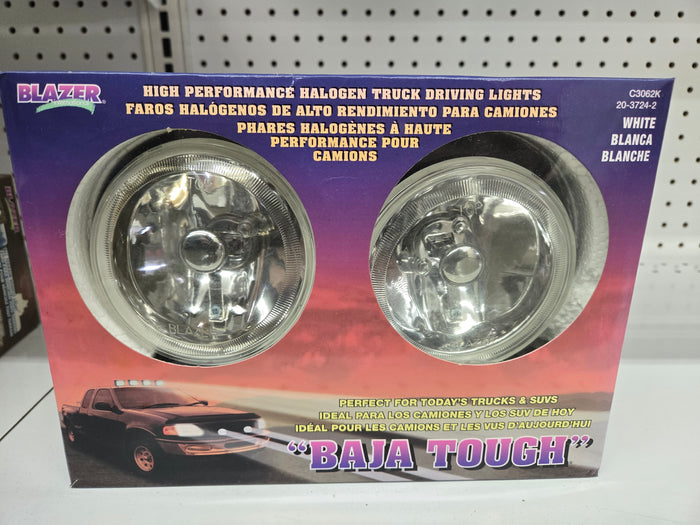 BLAZER
HIGH PERFORMANCE HALOGEN TRUCK DRIVING LIGHTS
FAROS HALÓGENOS DE ALTO RENDIMIENTO PARA CAMIONES
PHARES HALOGÈNES À HAUTE
PERFORMANCE POUR
CAMIONS
C3062K
20-3724-2
WHITE
BLANCA
BLANCHE
BLAZER
BLAZER
PERFECT FOR TODAY'S TRUCKS & SUVS
IDEAL PARA LOS CAMIONES Y LOS SUV DE HOY
IDÉAL POUR LES CAMIONS ET LES VUS D'AUJOURD'HUI
"BAJA TOUGH"